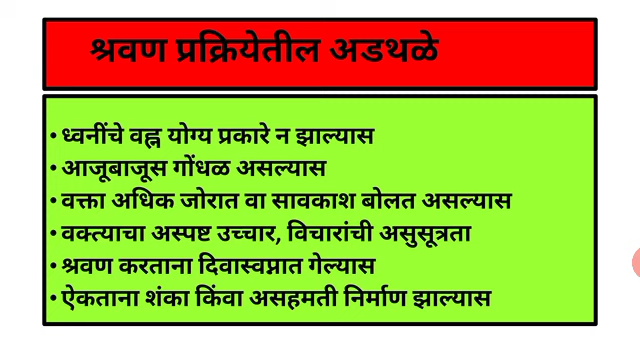 श्रवण प्रक्रियेतील अडथळे
• ध्वनींचे वह्न योग्य प्रकारे न झाल्यास
• आजूबाजूस गोंधळ असल्यास
• वक्ता अधिक जोरात वा सावकाश बोलत असल्यास
• वक्त्याचा अस्पष्ट उच्चार, विचारांची असुसूत्रता
• श्रवण करताना दिवास्वप्नात गेल्यास
• ऐकताना शंका किंवा असहमती निर्माण झाल्यास